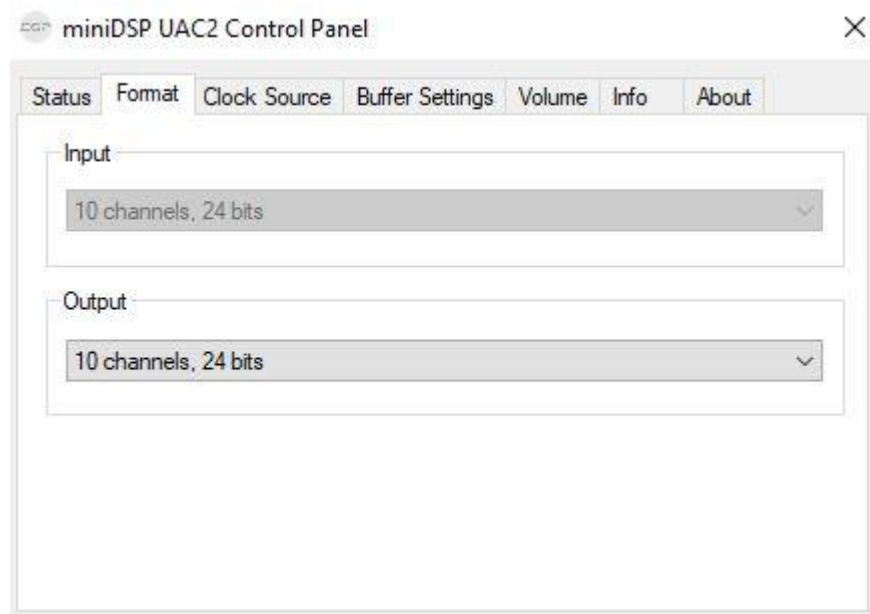 DSP miniDSP UAC2 Control Panel
Status Format Clock Source Buffer Settings Volume Info About
Input
10 channels, 24 bits
Output
10 channels, 24 bits